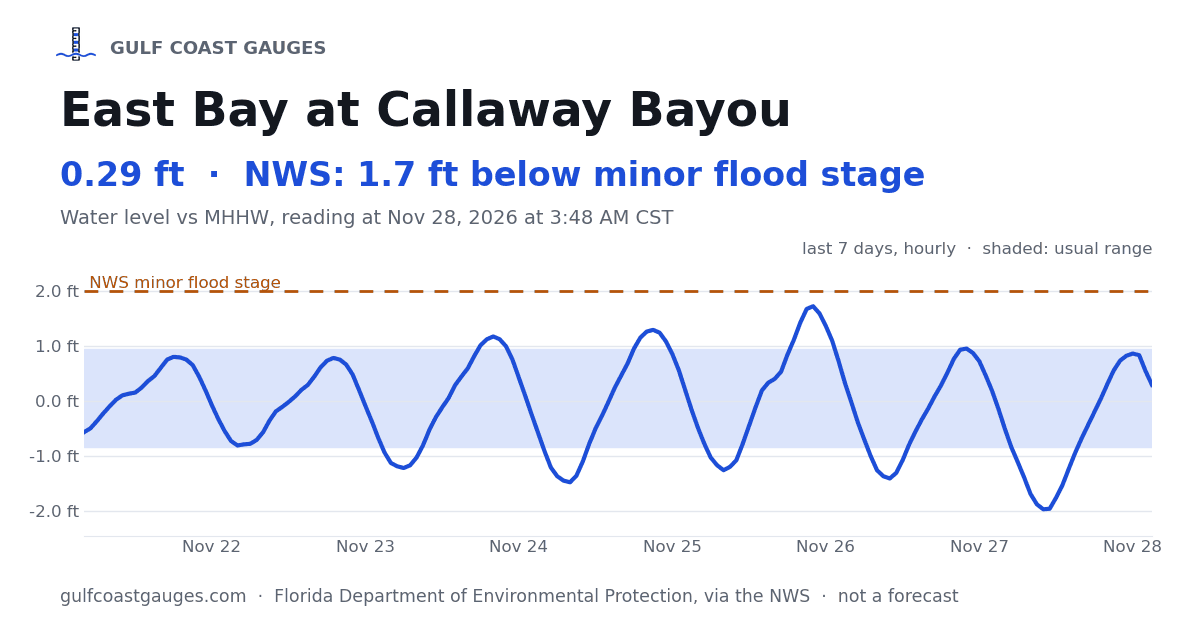 GULF COAST GAUGES
East Bay at Callaway Bayou
0.29 ft · NWS: 1.7 ft below minor flood stage
Water level vs MHHW, reading at Nov 28, 2026 at 3:48 AM CST
last 7 days, hourly · shaded: usual range
NWS minor flood stage
2.0 ft
1.0 ft
0.0 ft
-1.0 ft
-2.0 ft
Nov 22 Nov 23 Nov 24 Nov 25 Nov 26 Nov 27 Nov 28
gulfcoastgauges.com · Florida Department of Environmental Protection, via the NWS · not a forecast